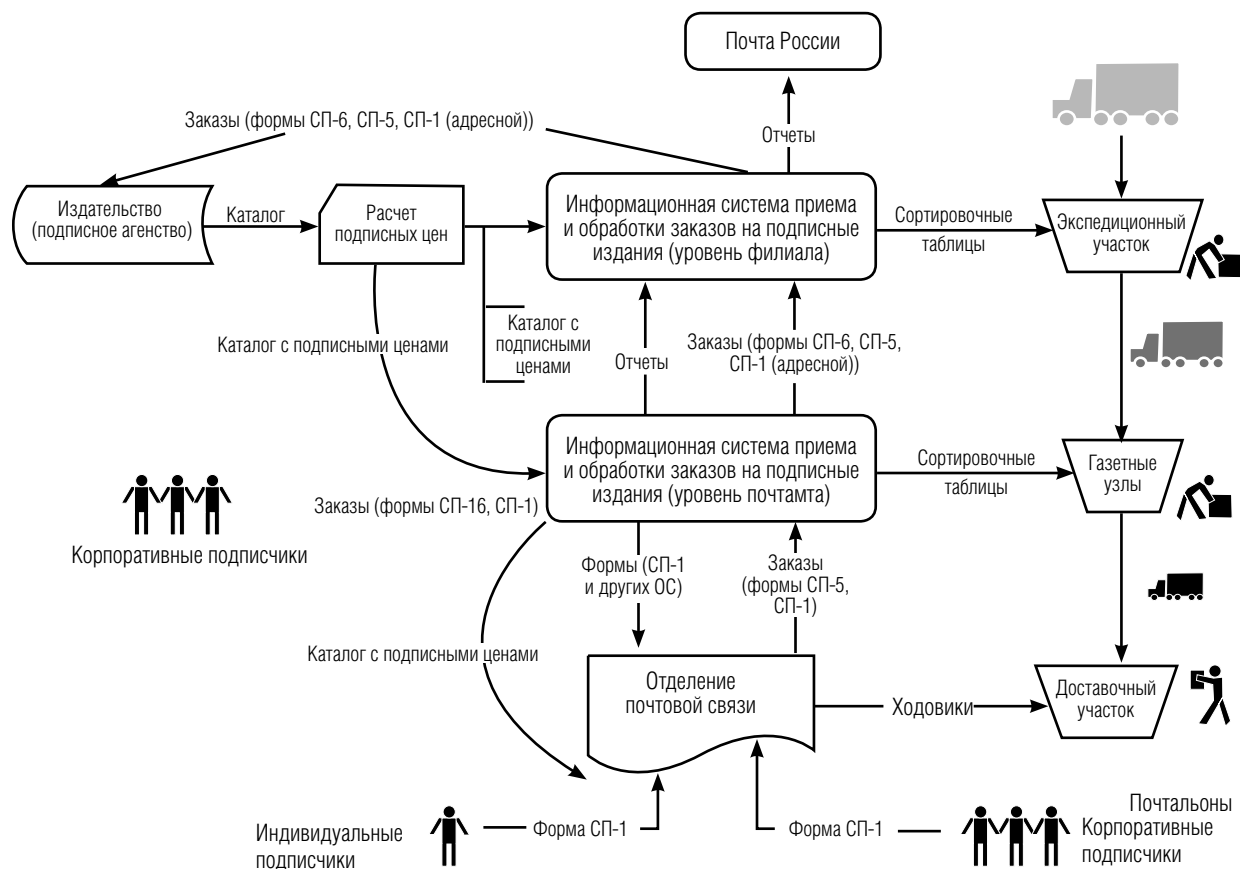 Почта России
Заказы (формы СП-6, СП-5, СП-1 (адресной))
Отчеты
Издательство
(подписное агенство)
Каталог
Расчет
подписных цен
Информационная система приема
и обработки заказов на подписные
издания (уровень филиала)
Сортировочные
таблицы
Экспедиционный
участок
Каталог с подписными ценами
Каталог с
подписными
ценами
Отчеты
Заказы (формы СП-6, СП-5,
СП-1 (адресной))
Информационная система приема
и обработки заказов на подписные
издания (уровень почтамта)
Сортировочные
таблицы
Газетные
узлы
Заказы (формы СП-16, СП-1)
Корпоративные подписчики
Формы (СП-1
и других ОС)
Заказы
(формы СП-5,
СП-1)
Каталог с подписными ценами
Отделение
почтовой связи
Ходовики
Доставочный
участок
Индивидуальные
подписчики
Форма СП-1
Форма СП-1
Почтальоны
Корпоративные
подписчики